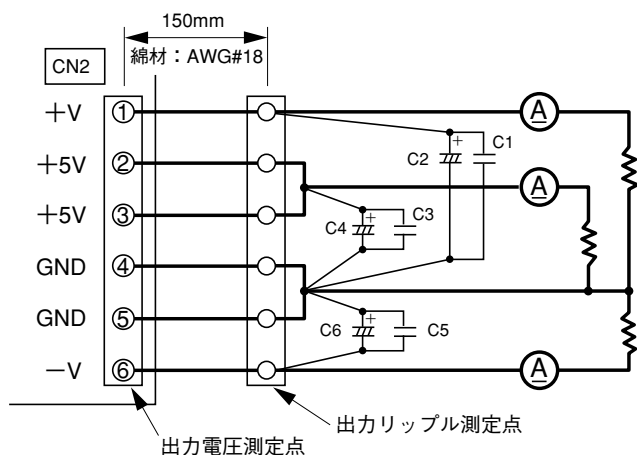 150mm
綿材：AWG#18
CN2
＋V ①
＋5V ②
＋5V ③
GND ④
GND ⑤
－V ⑥
A
A
A
C2 + C1
C4 + C3
C6 + C5
出力リップル測定点
出力電圧測定点